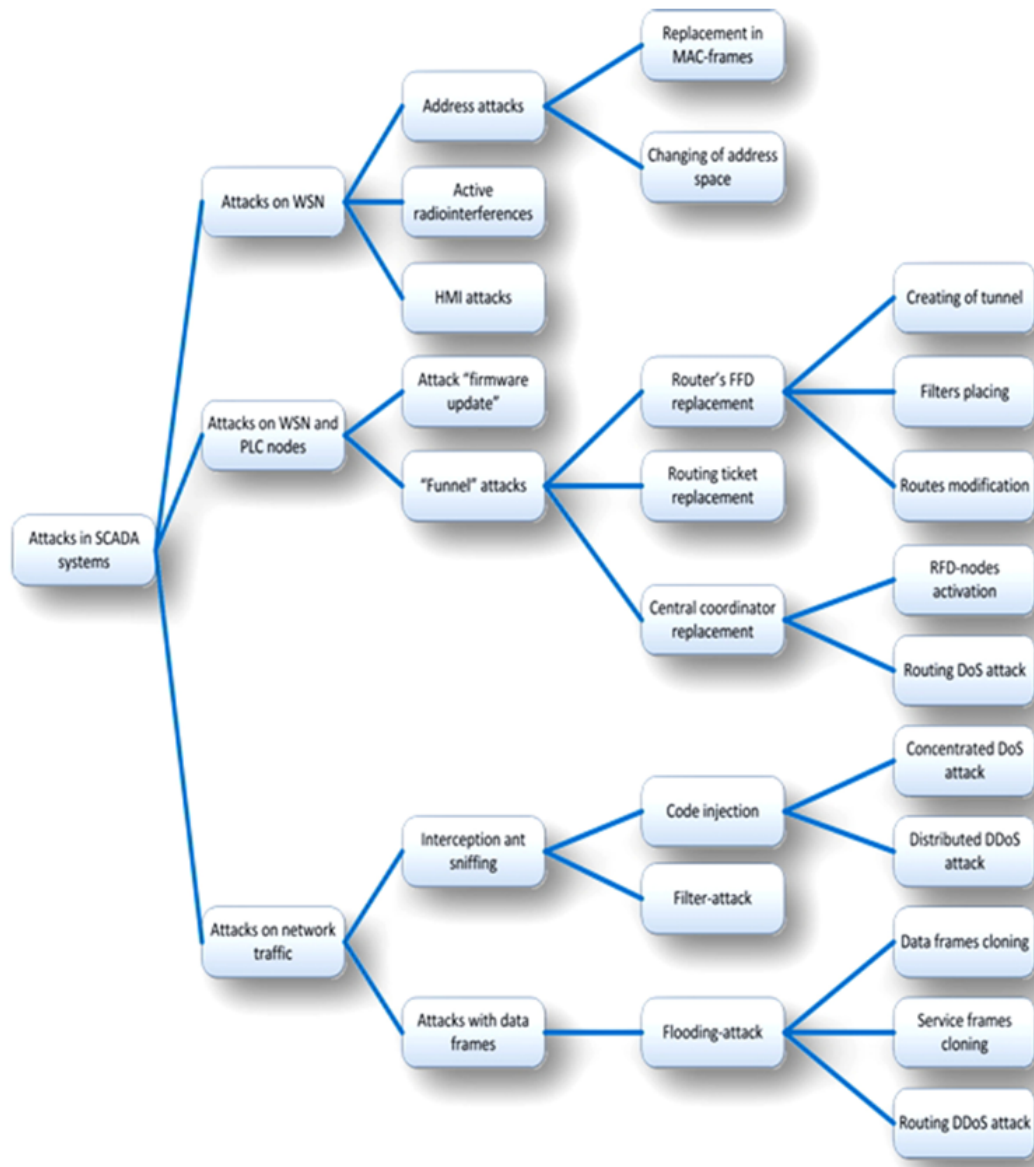 Replacement in
MAC-frames
Address attacks
Changing of address
space
Attacks on WSN
Active
radiointerferences
HMI attacks
Creating of tunnel
Attack “firmware
update”
Router’s FFD
replacement
Filters placing
Attacks on WSN and
PLC nodes
“Funnel” attacks
Routing ticket
replacement
Routes modification
Attacks in SCADA
systems
RFD-nodes
activation
Central coordinator
replacement
Routing DoS attack
Concentrated DoS
attack
Code injection
Interception ant
sniffing
Distributed DDoS
attack
Filter-attack
Attacks on network
traffic
Data frames cloning
Attacks with data
frames
Flooding-attack
Service frames
cloning
Routing DDoS attack